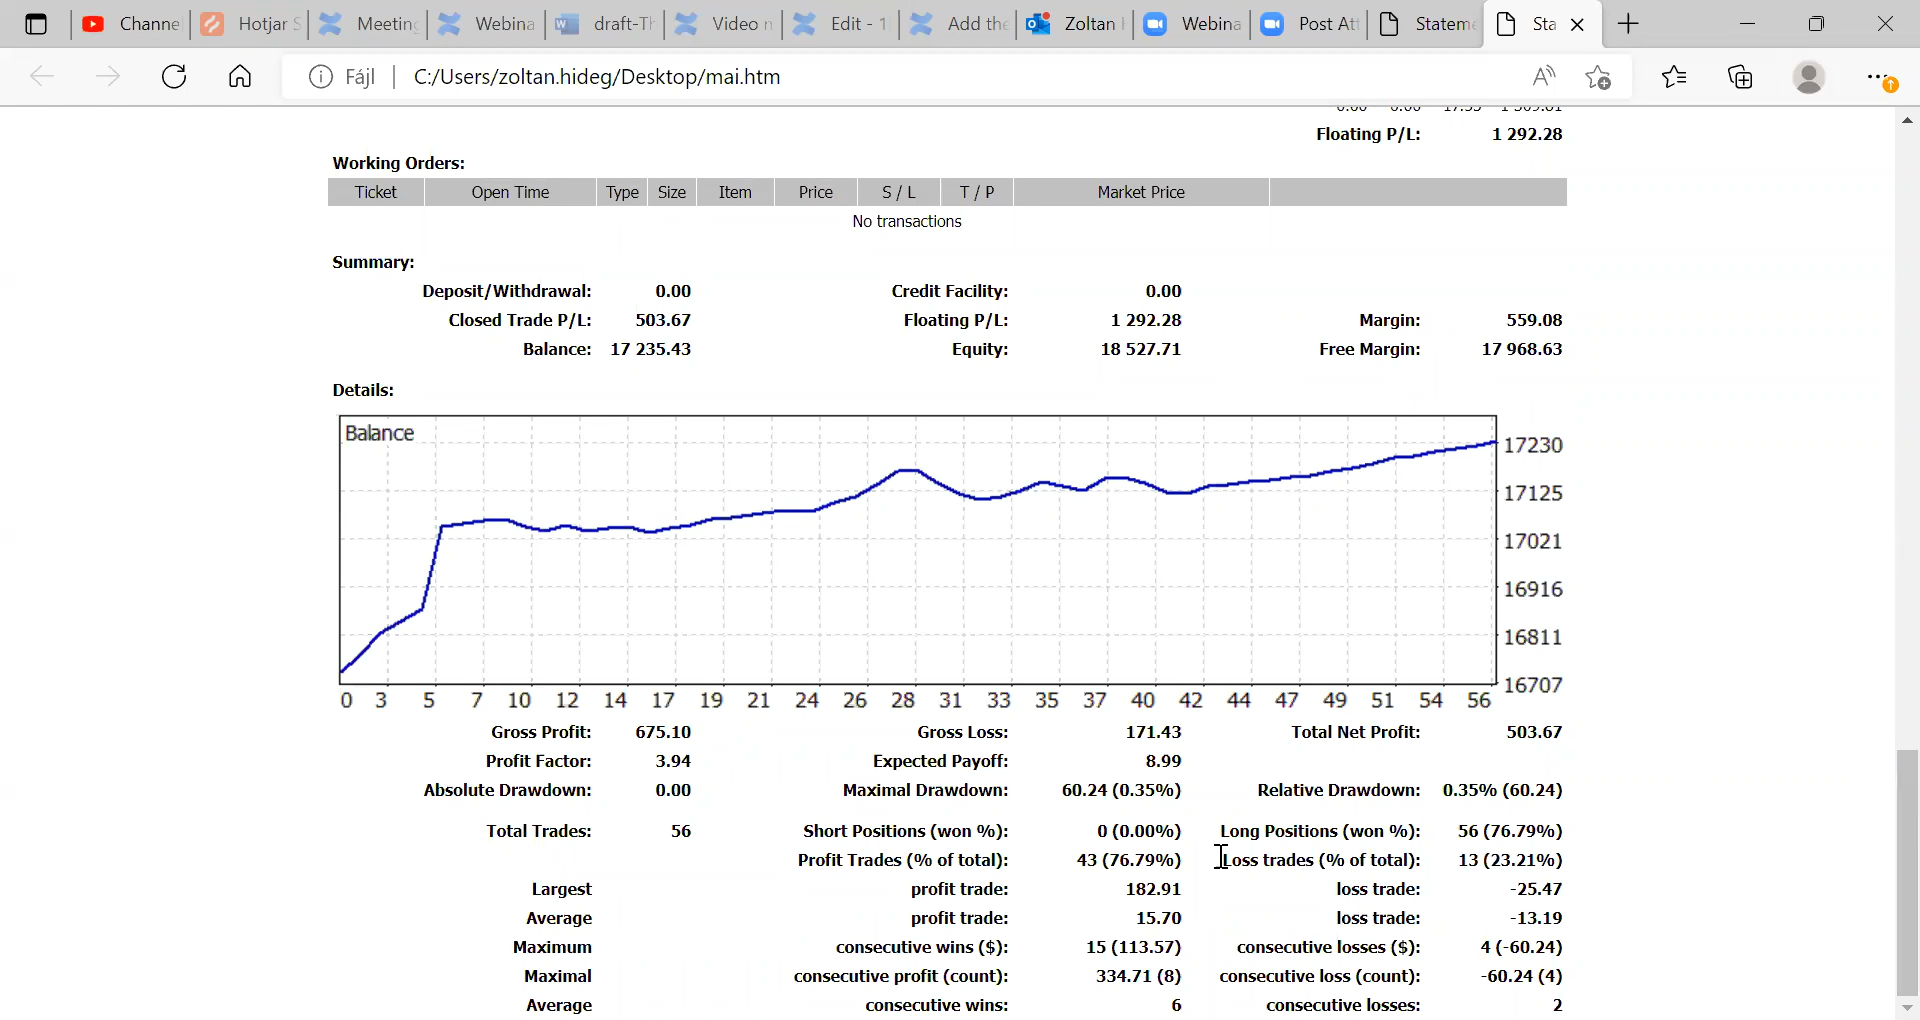 Channe Hotjar S Meeting Webina draft-Th Video n Edit - 1 Add the Zoltan Webina Post Att Statem Sta
Fájl C:/Users/zoltan.hideg/Desktop/mai.htm
Floating P/L: 1 292.28
Working Orders:
Ticket Open Time Type Size Item Price S / L T / P Market Price
No transactions
Summary:
Deposit/Withdrawal: 0.00 Credit Facility: 0.00
Closed Trade P/L: 503.67 Floating P/L: 1 292.28 Margin: 559.08
Balance: 17 235.43 Equity: 18 527.71 Free Margin: 17 968.63
Details:
Balance
17230
17125
17021
16916
16811
16707
0 3 5 7 10 12 14 17 19 21 24 26 28 31 33 35 37 40 42 44 47 49 51 54 56
Gross Profit: 675.10 Gross Loss: 171.43 Total Net Profit: 503.67
Profit Factor: 3.94 Expected Payoff: 8.99
Absolute Drawdown: 0.00 Maximal Drawdown: 60.24 (0.35%) Relative Drawdown: 0.35% (60.24)
Total Trades: 56 Short Positions (won %): 0 (0.00%) Long Positions (won %): 56 (76.79%)
Profit Trades (% of total): 43 (76.79%) Loss trades (% of total): 13 (23.21%)
Largest profit trade: 182.91 loss trade: -25.47
Average profit trade: 15.70 loss trade: -13.19
Maximum consecutive wins ($): 15 (113.57) consecutive losses ($): 4 (-60.24)
Maximal consecutive profit (count): 334.71 (8) consecutive loss (count): -60.24 (4)
Average consecutive wins: 6 consecutive losses: 2